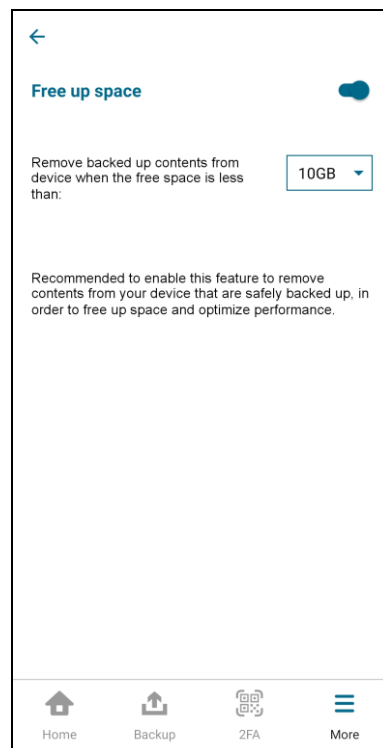 Free up space
Remove backed up contents from
device when the free space is less
than:
10GB
Recommended to enable this feature to remove
contents from your device that are safely backed up, in
order to free up space and optimize performance.
Home
Backup
2FA
More